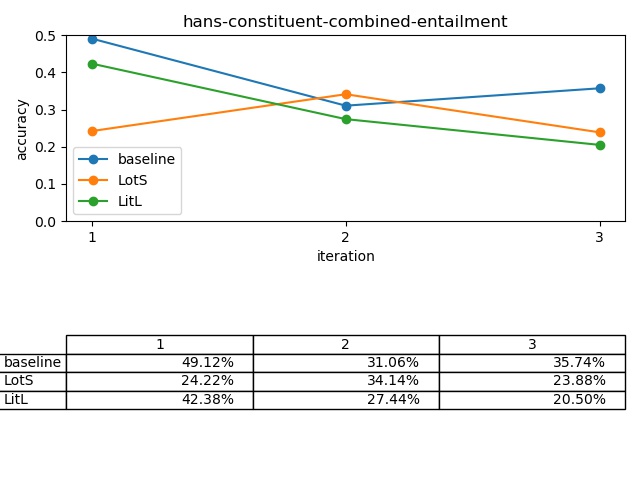 hans-constituent-combined-entailment
0.5
0.4
0.3
0.2
0.1
0.0
accuracy
baseline
LotS
LitL
1 2 3
iteration
1 2 3
baseline 49.12% 31.06% 35.74%
LotS 24.22% 34.14% 23.88%
LitL 42.38% 27.44% 20.50%